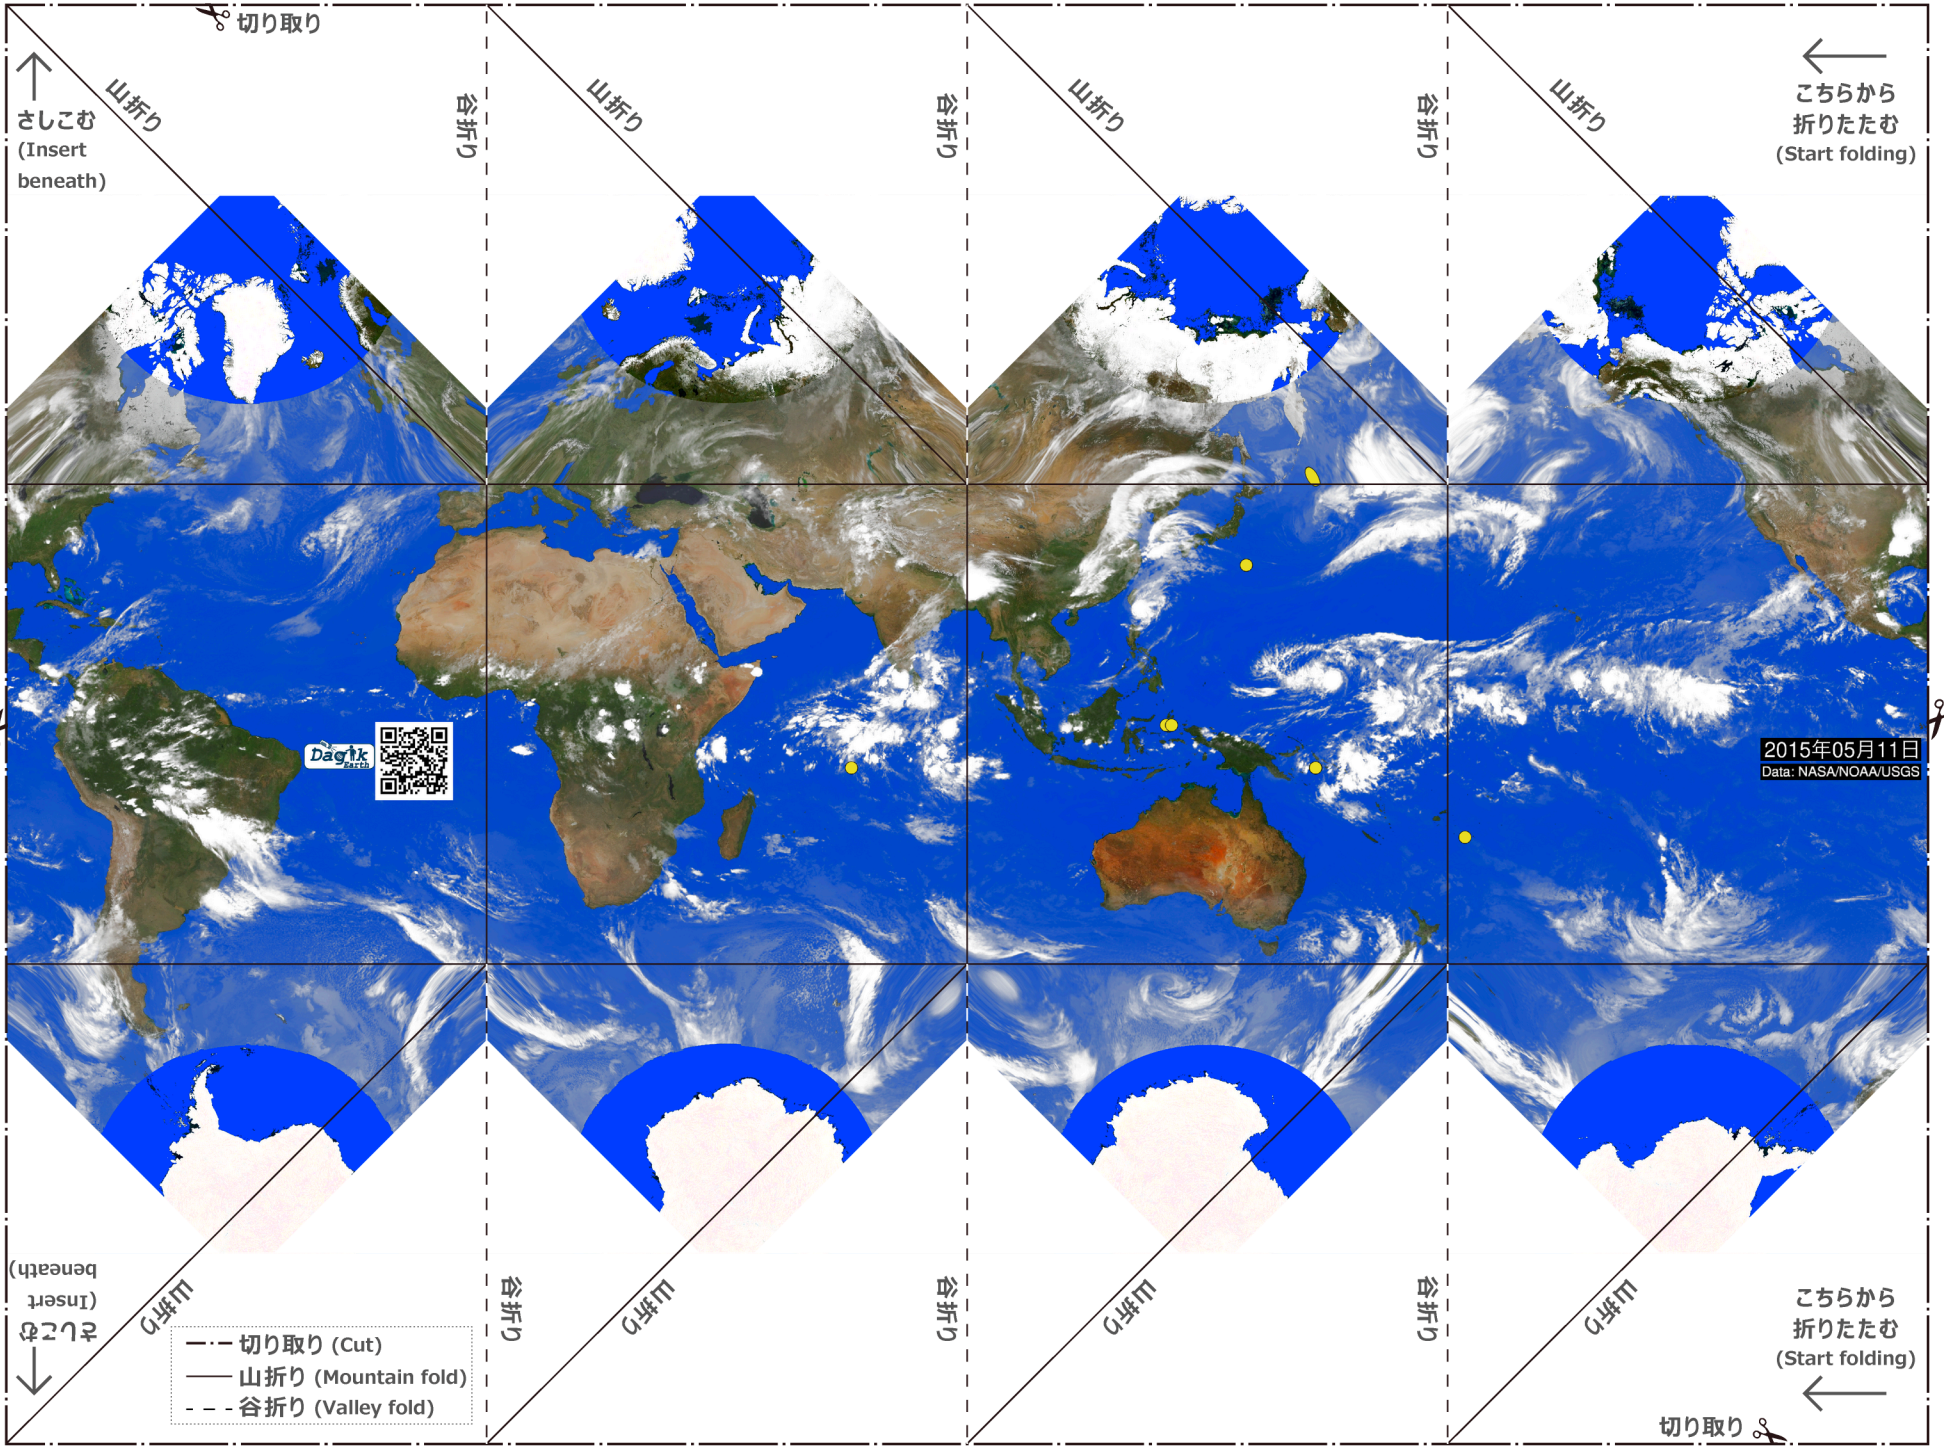 切り取り
山折り
谷折り
山折り
谷折り
山折り
谷折り
山折り
さしこむ
(Insert
beneath)
こちらから
折りたたむ
(Start folding)
Dagik
Earth
2015年05月11日
Data: NASA/NOAA/USGS
さしこむ
(Insert
beneath)
山折り
谷折り
山折り
谷折り
山折り
谷折り
山折り
こちらから
折りたたむ
(Start folding)
切り取り (Cut)
山折り (Mountain fold)
谷折り (Valley fold)
切り取り